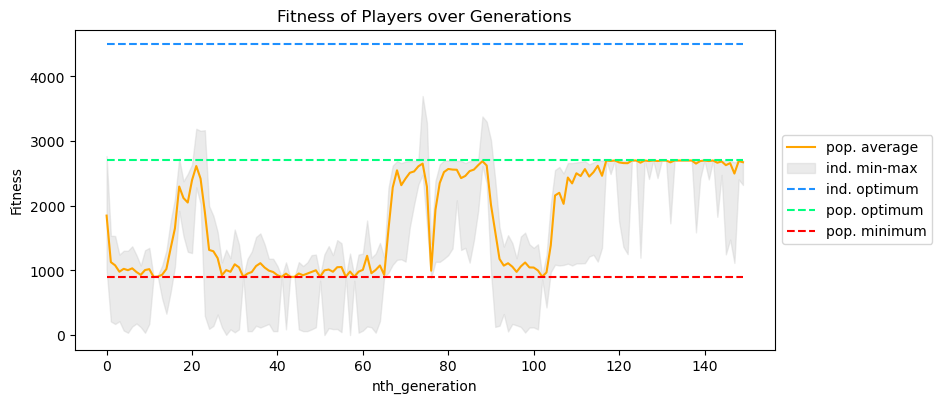 Fitness of Players over Generations
Fitness
4000
3000
2000
1000
0
0 20 40 60 80 100 120 140
nth_generation
pop. average
ind. min-max
ind. optimum
pop. optimum
pop. minimum